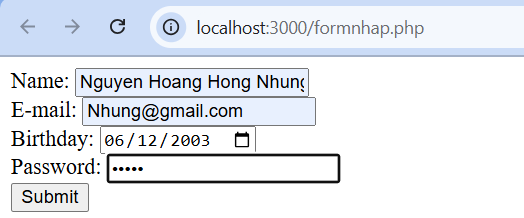 localhost:3000/formnhap.php
Name: Nguyen Hoang Hong Nhung
E-mail: Nhung@gmail.com
Birthday: 06/12/2003
Password: •••••
Submit